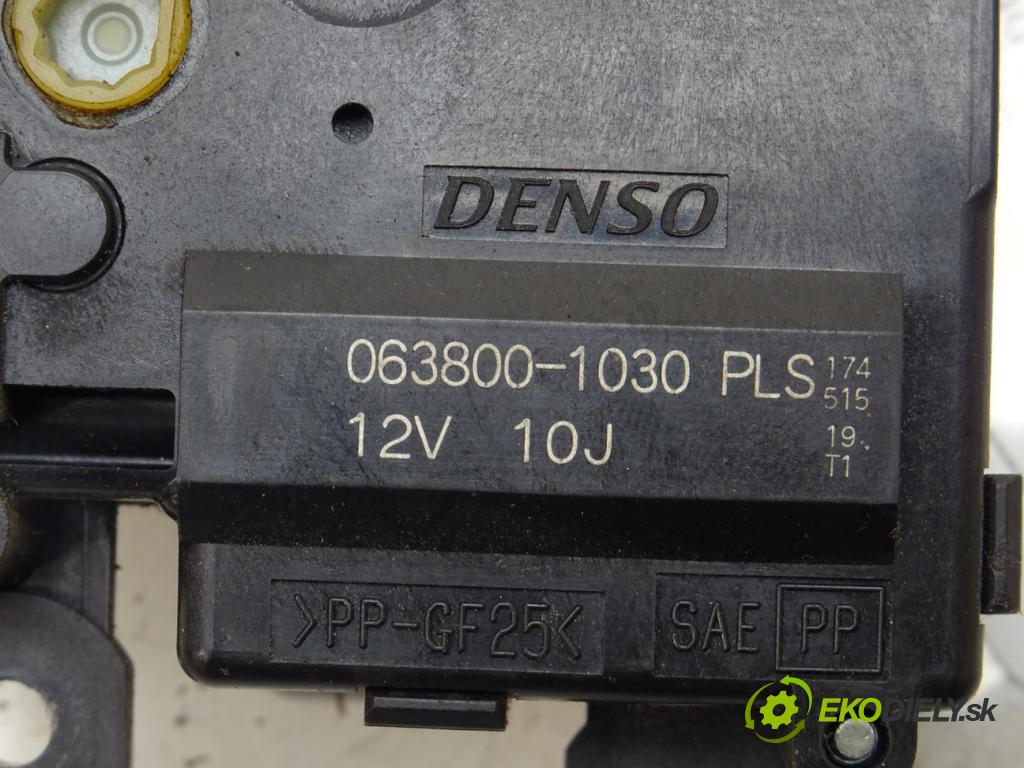 DENSO
063800-1030 PLS 174
515
12V 10J 19
T1
>PP-GF25< SAE PP
EKODIELY.sk